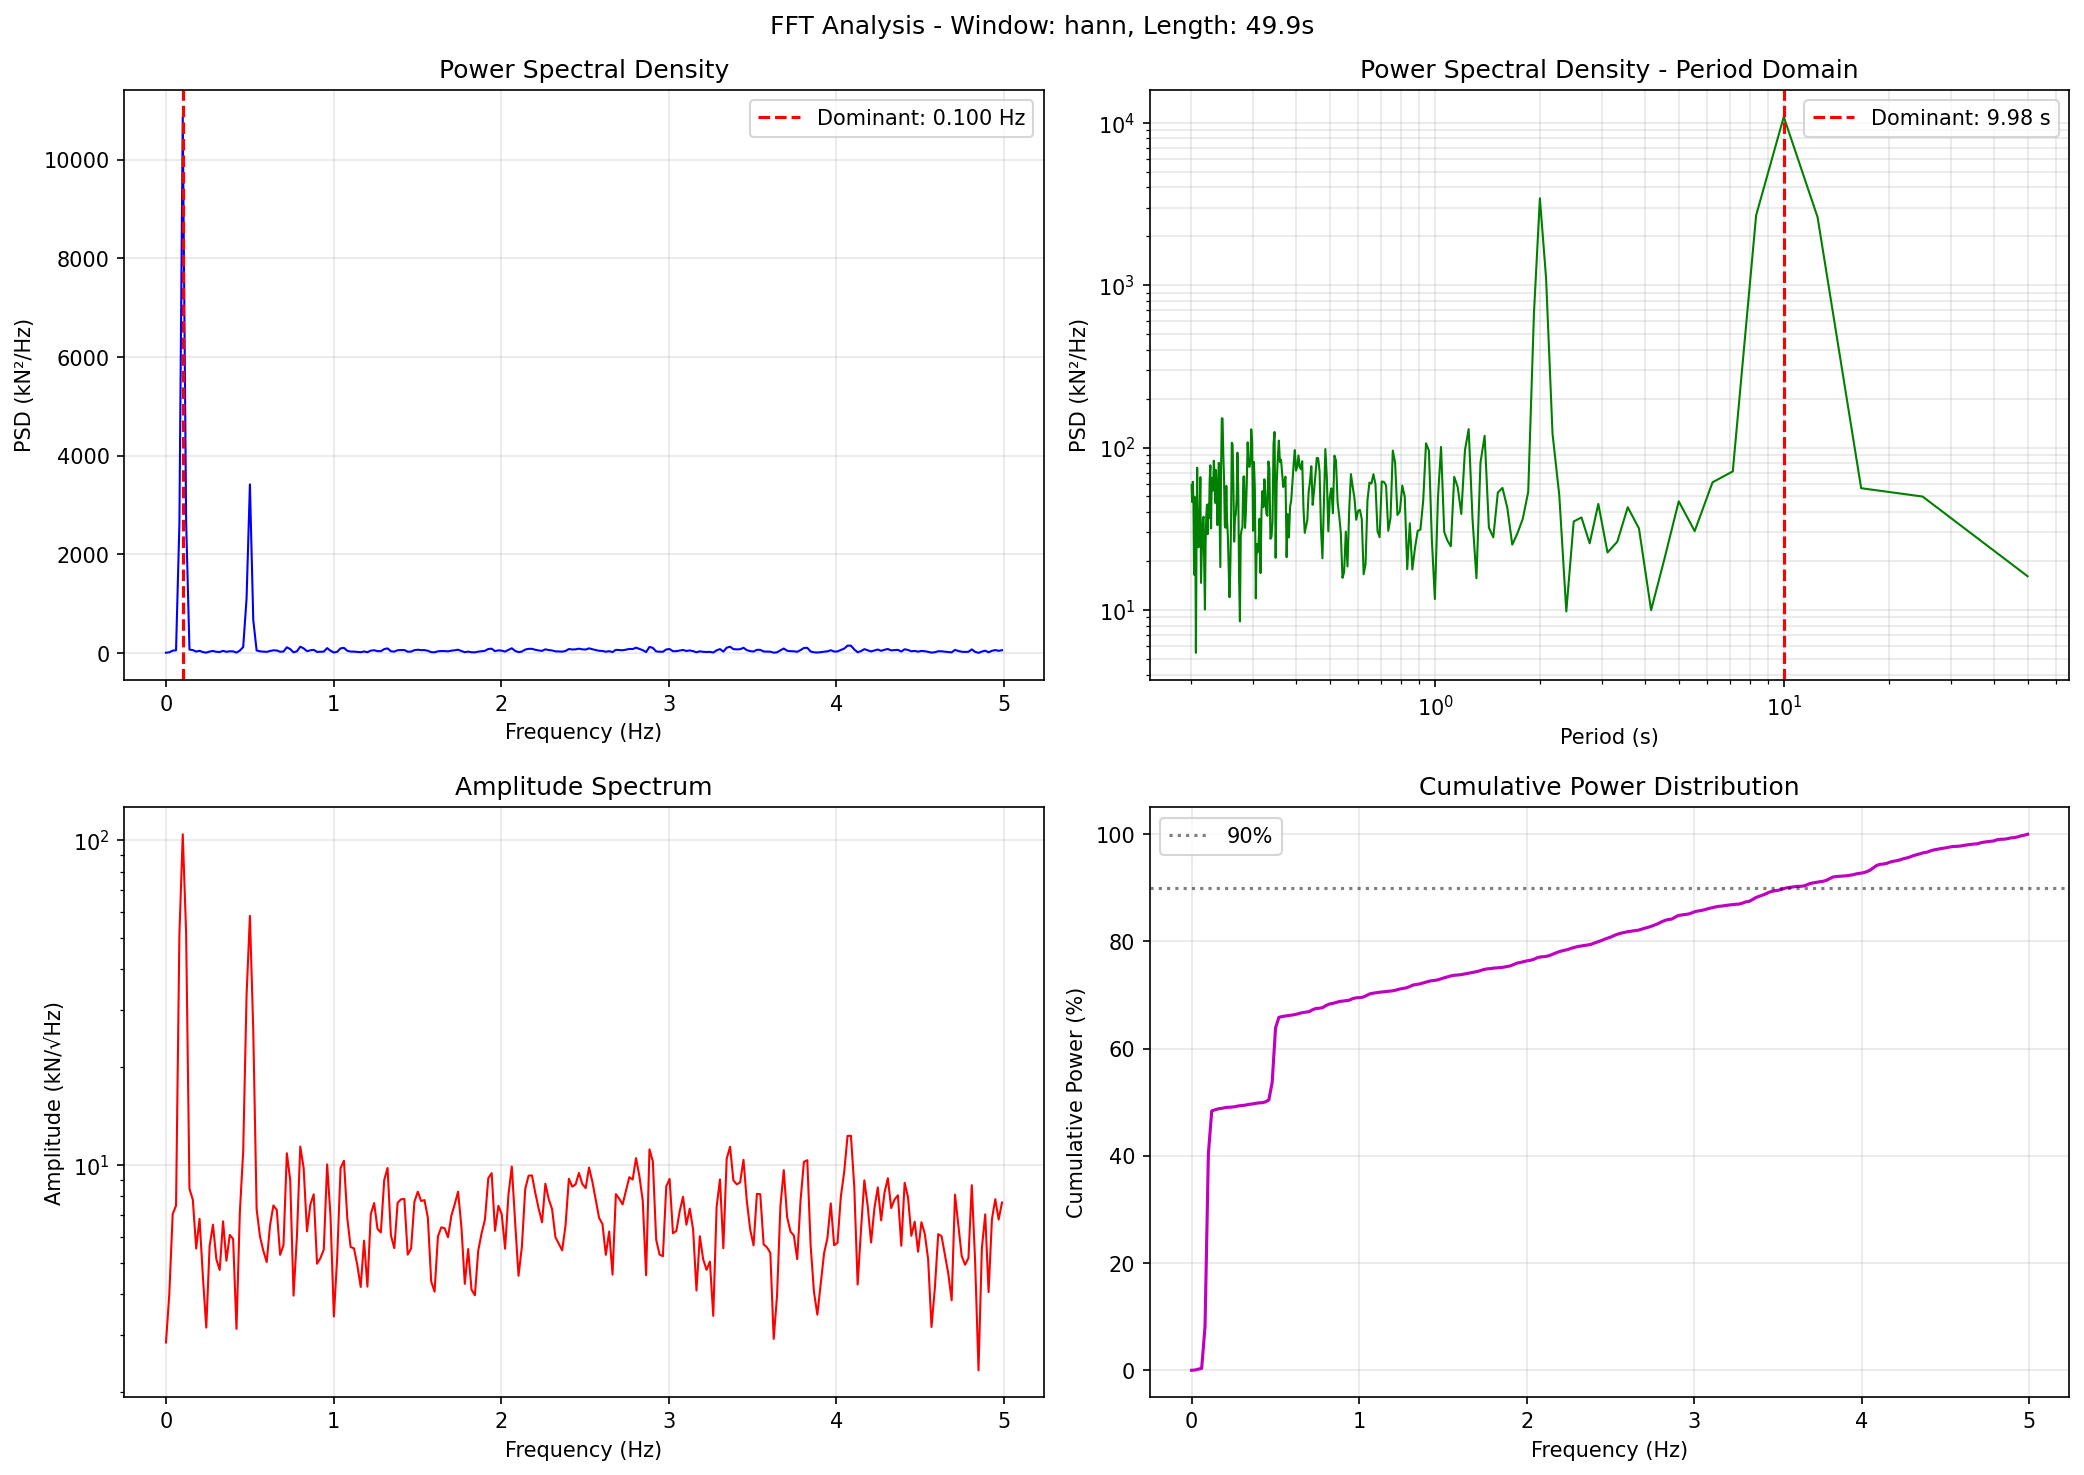 FFT Analysis - Window: hann, Length: 49.9s
Power Spectral Density
Dominant: 0.100 Hz
PSD (kN²/Hz)
10000
8000
6000
4000
2000
0
0 1 2 3 4 5
Frequency (Hz)
Power Spectral Density - Period Domain
Dominant: 9.98 s
PSD (kN²/Hz)
10⁴
10³
10²
10¹
10⁰ 10¹
Period (s)
Amplitude Spectrum
Amplitude (kN/√Hz)
10²
10¹
0 1 2 3 4 5
Frequency (Hz)
Cumulative Power Distribution
90%
Cumulative Power (%)
100
80
60
40
20
0
0 1 2 3 4 5
Frequency (Hz)